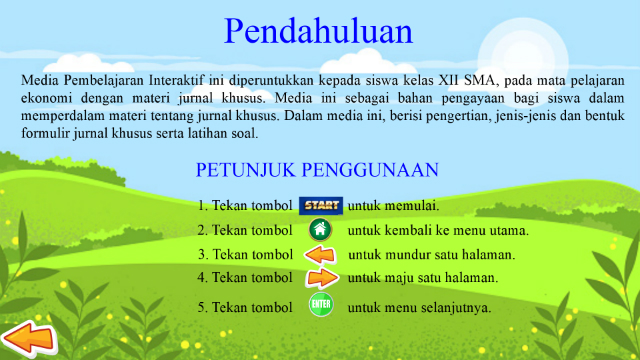 Pendahuluan
Media Pembelajaran Interaktif ini diperuntukkan kepada siswa kelas XII SMA, pada mata pelajaran
ekonomi dengan materi jurnal khusus. Media ini sebagai bahan pengayaan bagi siswa dalam
memperdalam materi tentang jurnal khusus. Dalam media ini, berisi pengertian, jenis-jenis dan bentuk
formulir jurnal khusus serta latihan soal.
PETUNJUK PENGGUNAAN
1. Tekan tombol START untuk memulai.
2. Tekan tombol untuk kembali ke menu utama.
3. Tekan tombol untuk mundur satu halaman.
4. Tekan tombol untuk maju satu halaman.
5. Tekan tombol ENTER untuk menu selanjutnya.